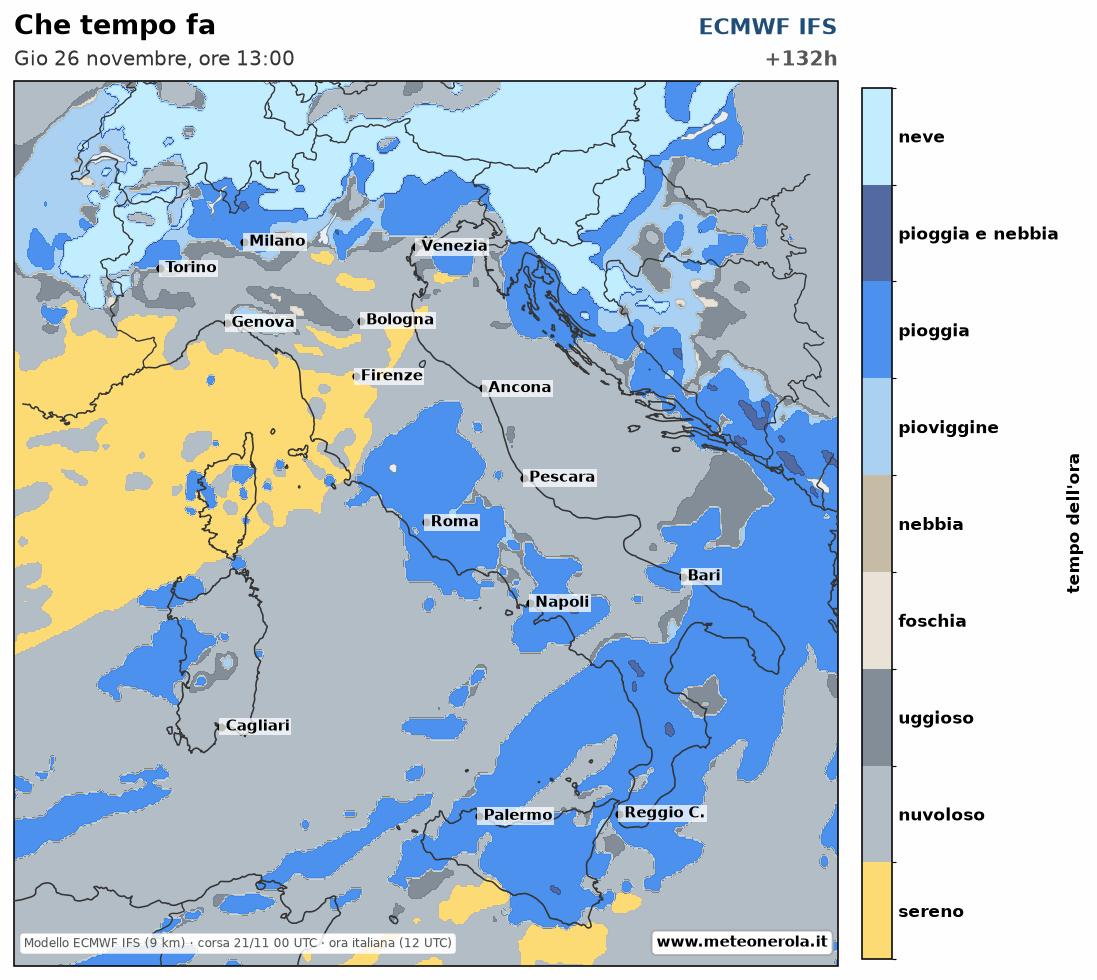 Che tempo fa
ECMWF IFS
Gio 26 novembre, ore 13:00
+132h
neve
pioggia e nebbia
pioggia
pioviggine
nebbia
foschia
uggioso
nuvoloso
sereno
tempo dell'ora
Milano
Venezia
Torino
Genova
Bologna
Firenze
Ancona
Pescara
Roma
Bari
Napoli
Cagliari
Palermo
Reggio C.
Modello ECMWF IFS (9 km) · corsa 21/11 00 UTC · ora italiana (12 UTC)
www.meteonerola.it